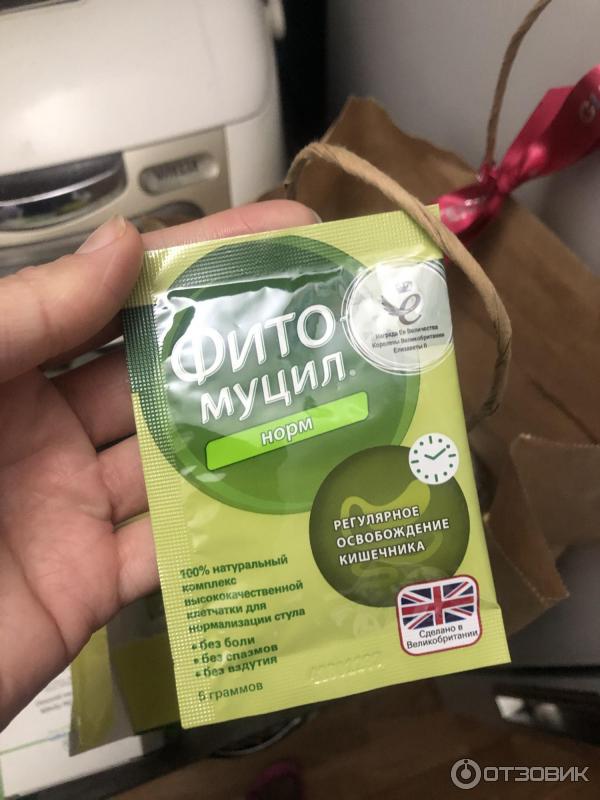 VITESSE
Награда Ее Величества
Королевы Великобритании
Елизаветы II
Фито
муцил®
норм
РЕГУЛЯРНОЕ
ОСВОБОЖДЕНИЕ
КИШЕЧНИКА
100% натуральный
комплекс
высококачественной
клетчатки для
нормализации стула
• без боли
• без спазмов
• без вздутия
5 граммов
Сделано в
Великобритании
ОТЗОВИК